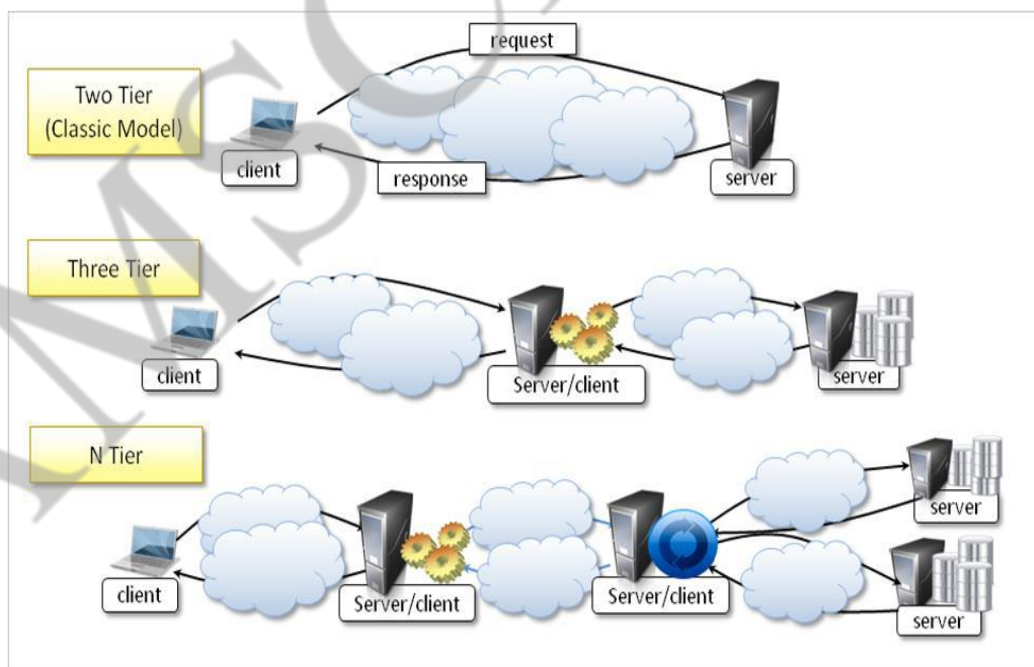 request
Two Tier
(Classic Model)
client
response
server
Three Tier
client
Server/client
server
N Tier
server
client
Server/client
Server/client
server